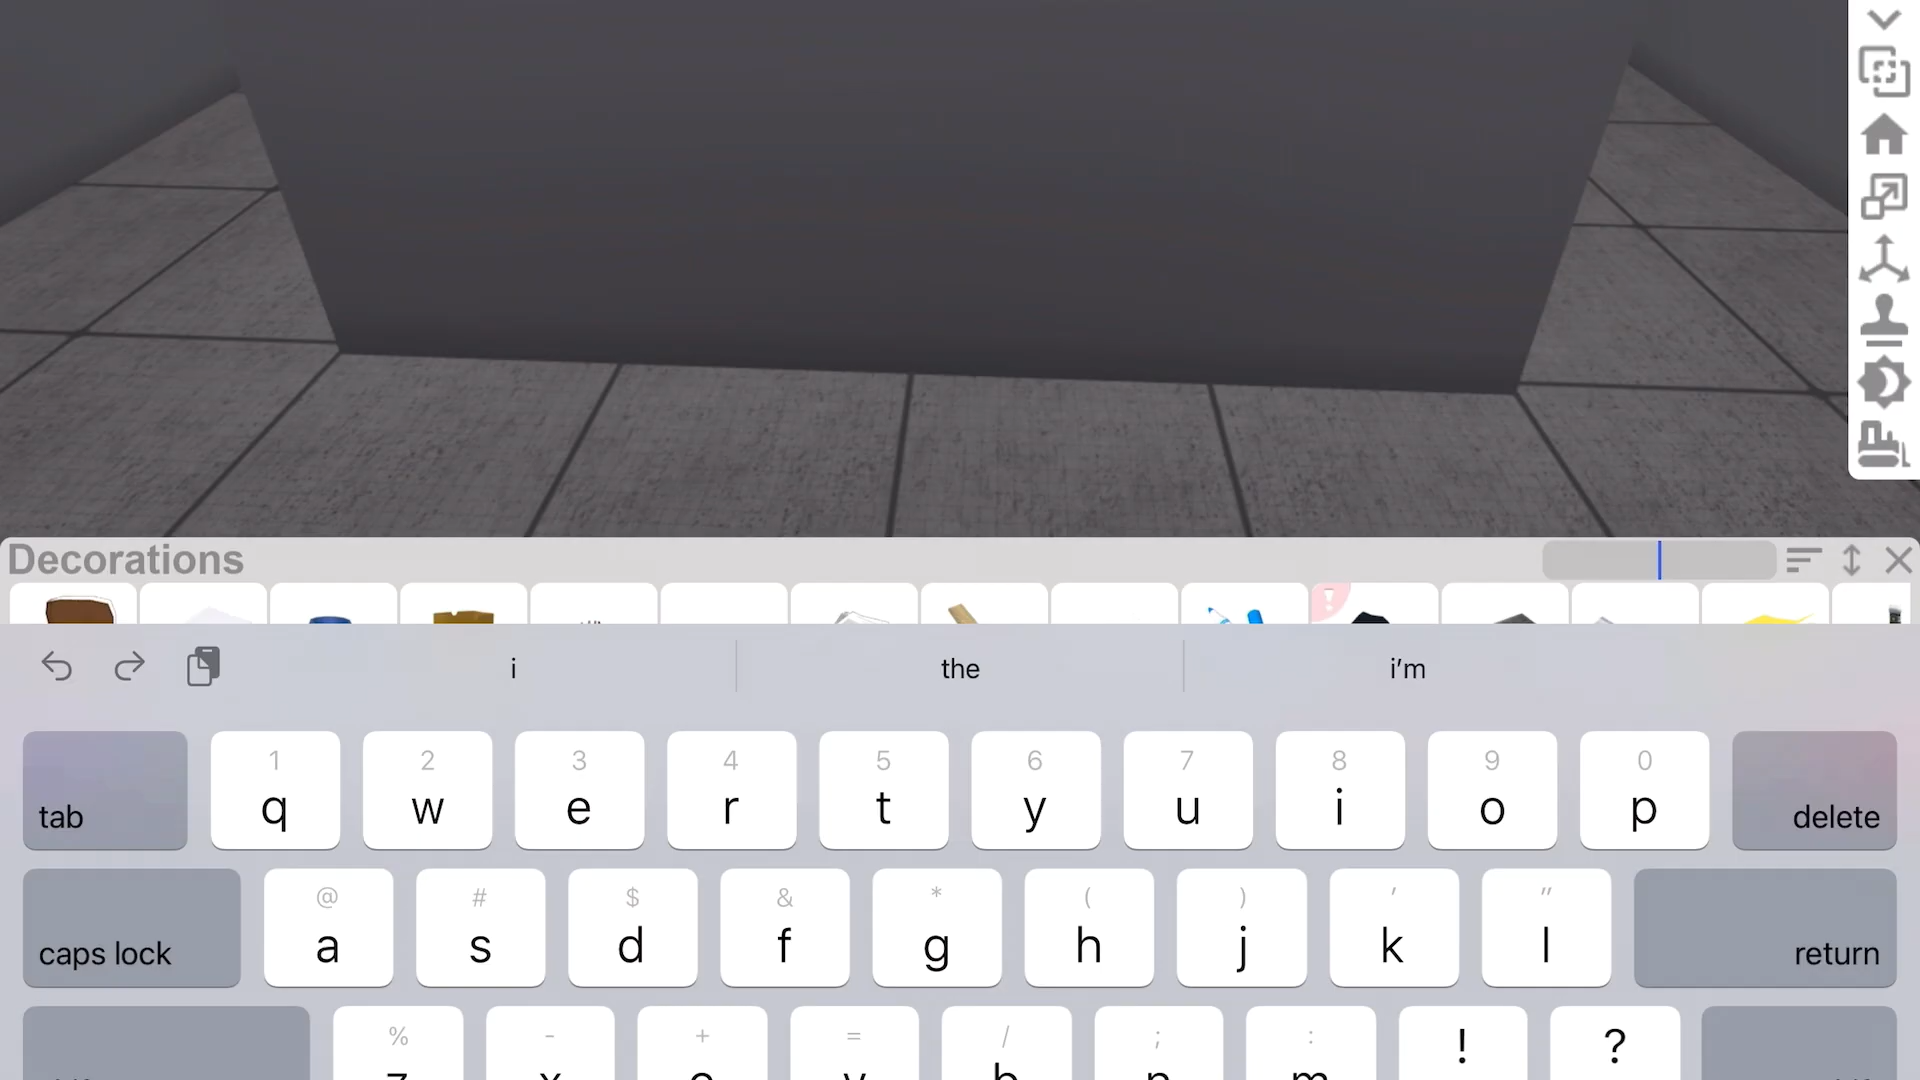 Decorations
i the i'm
1 2 3 4 5 6 7 8 9 0
tab q w e r t y u i o p delete
@ # $ & * ( ) ' "
caps lock a s d f g h j k l return
% - + = / ; :
z x c v b n m ! ?